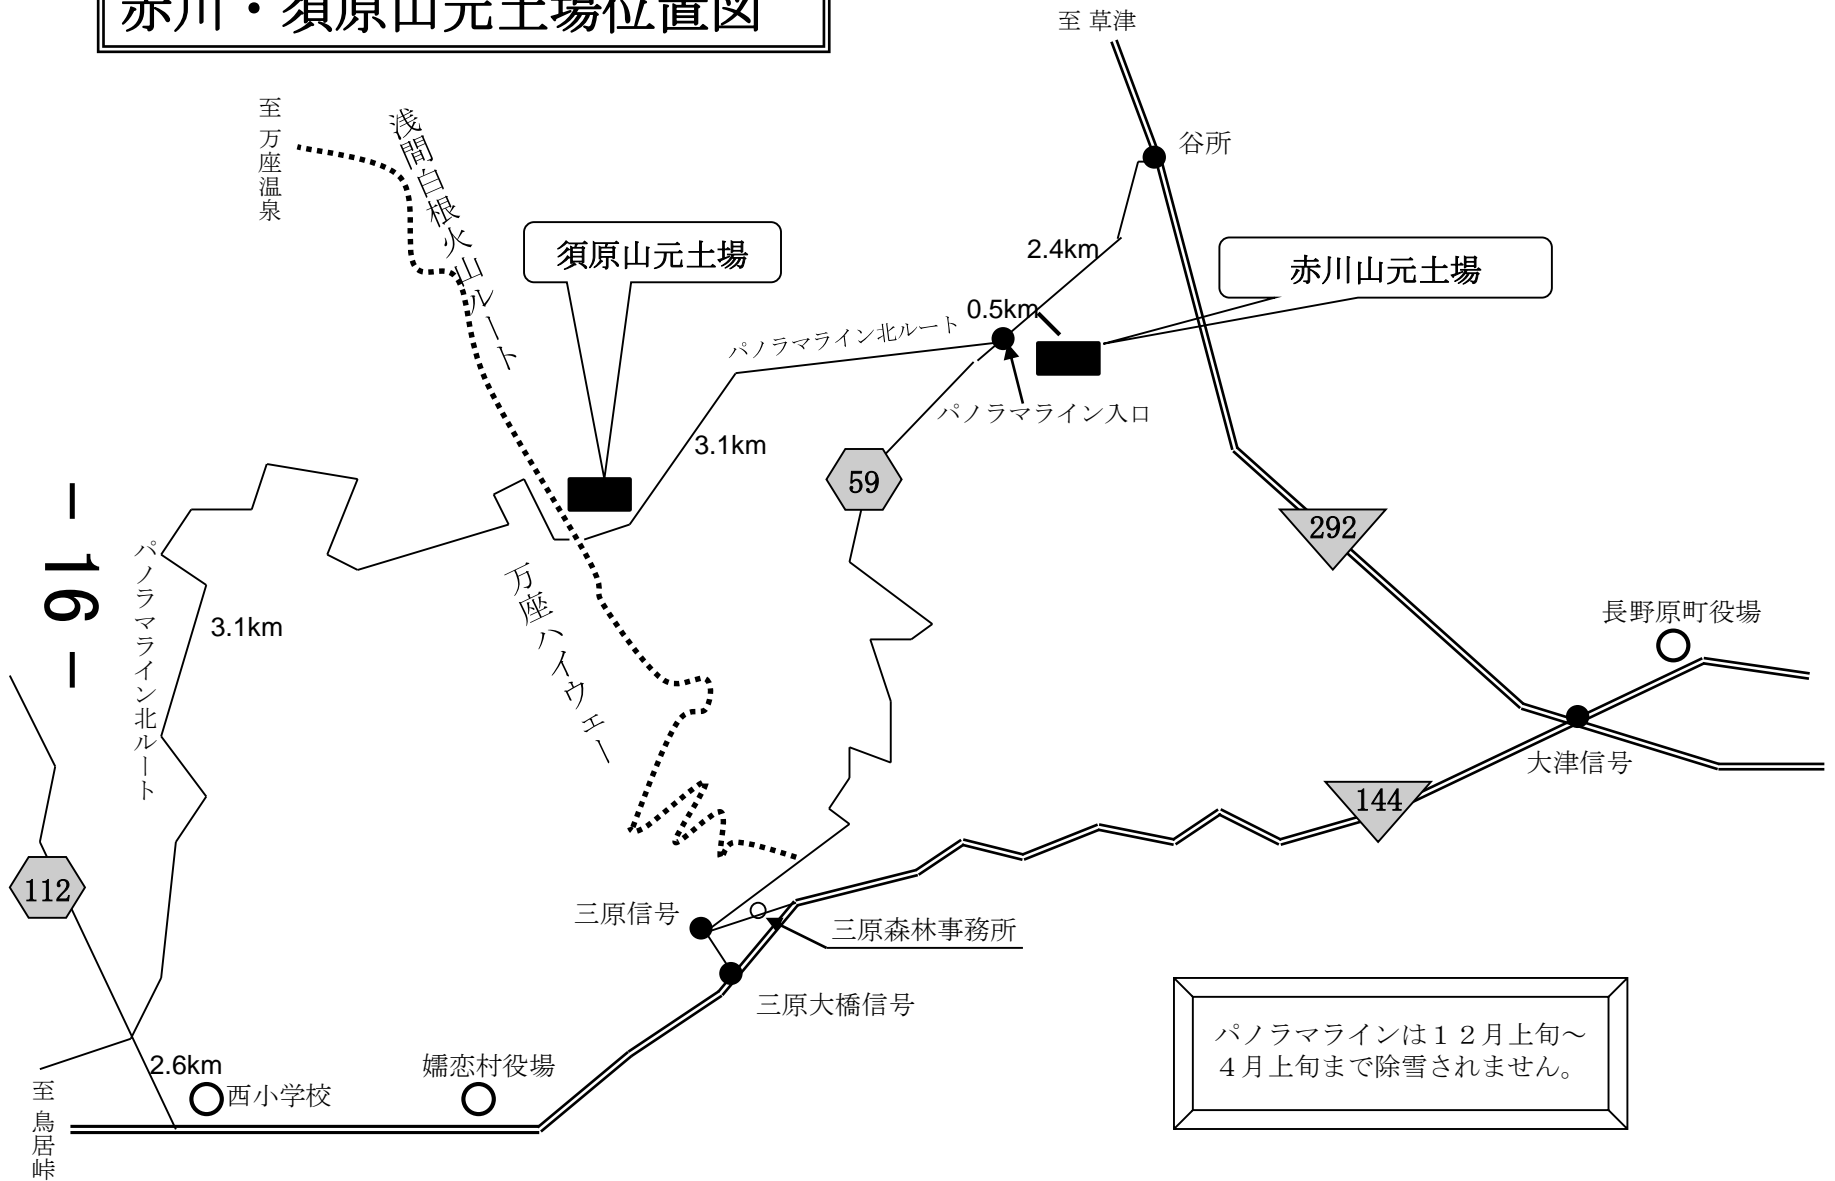 赤川・須原山元土場位置図
至 草津
至 万座温泉
浅間白根火山ルート
谷所
須原山元土場
2.4km
赤川山元土場
0.5km
パノラマライン北ルート
パノラマライン入口
3.1km
59
292
－ 16 －
パノラマライン北ルート
3.1km
万座ハイウェー
長野原町役場
大津信号
144
112
三原信号
三原森林事務所
三原大橋信号
パノラマラインは１２月上旬～
４月上旬まで除雪されません。
2.6km
西小学校
嬬恋村役場
至 鳥居峠